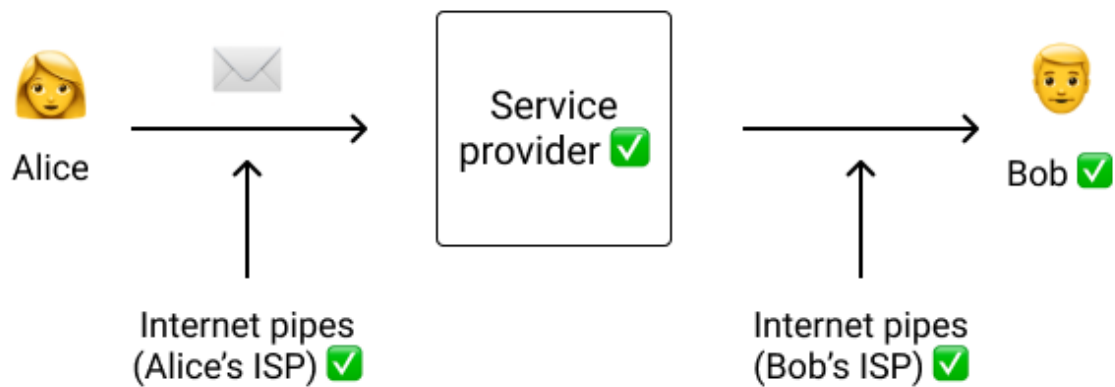 Alice
Service
provider ✅
Bob ✅
Internet pipes
(Alice’s ISP) ✅
Internet pipes
(Bob’s ISP) ✅